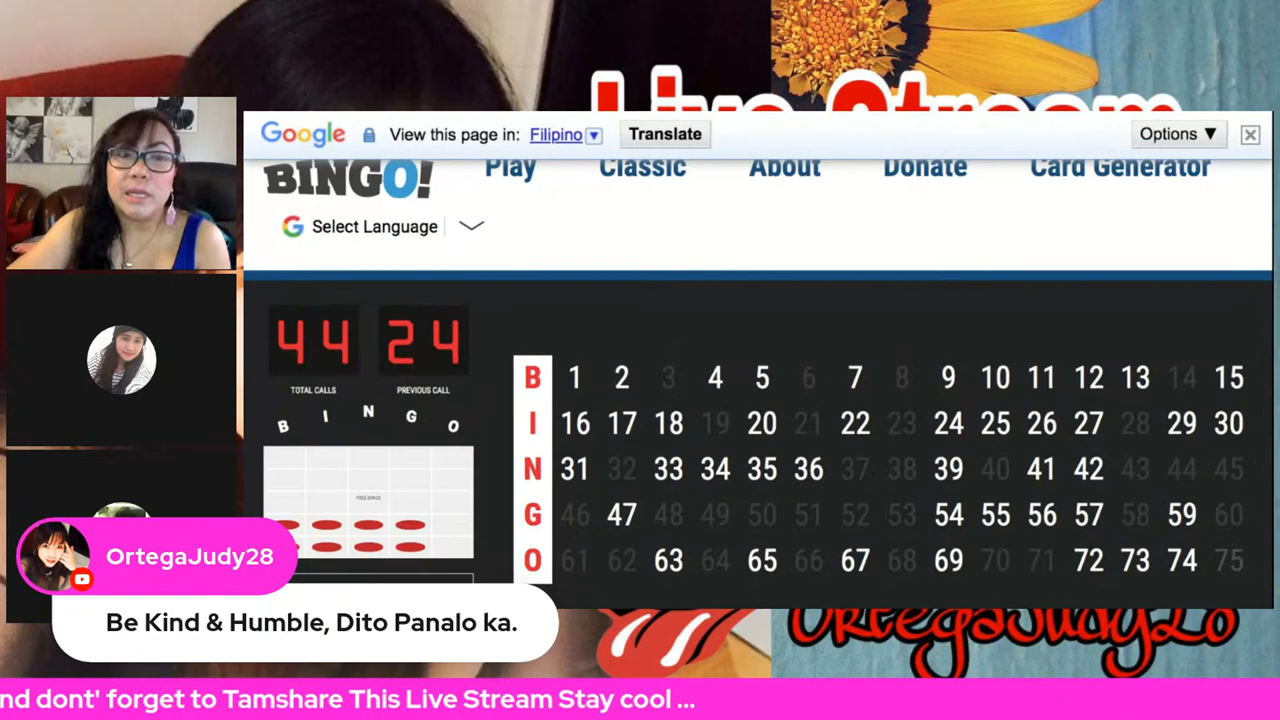 Live Stream
Google View this page in: Filipino Translate Options ▼
BINGO! Play Classic About Donate Card Generator
Select Language
44 24
TOTAL CALLS PREVIOUS CALL
B I N G O
FREE SPACE
B 1 2 3 4 5 6 7 8 9 10 11 12 13 14 15
I 16 17 18 19 20 21 22 23 24 25 26 27 28 29 30
N 31 32 33 34 35 36 37 38 39 40 41 42 43 44 45
G 46 47 48 49 50 51 52 53 54 55 56 57 58 59 60
O 61 62 63 64 65 66 67 68 69 70 71 72 73 74 75
OrtegaJudy28
Be Kind & Humble, Dito Panalo ka.
OrtegaJudy28
nd dont' forget to Tamshare This Live Stream Stay cool ...